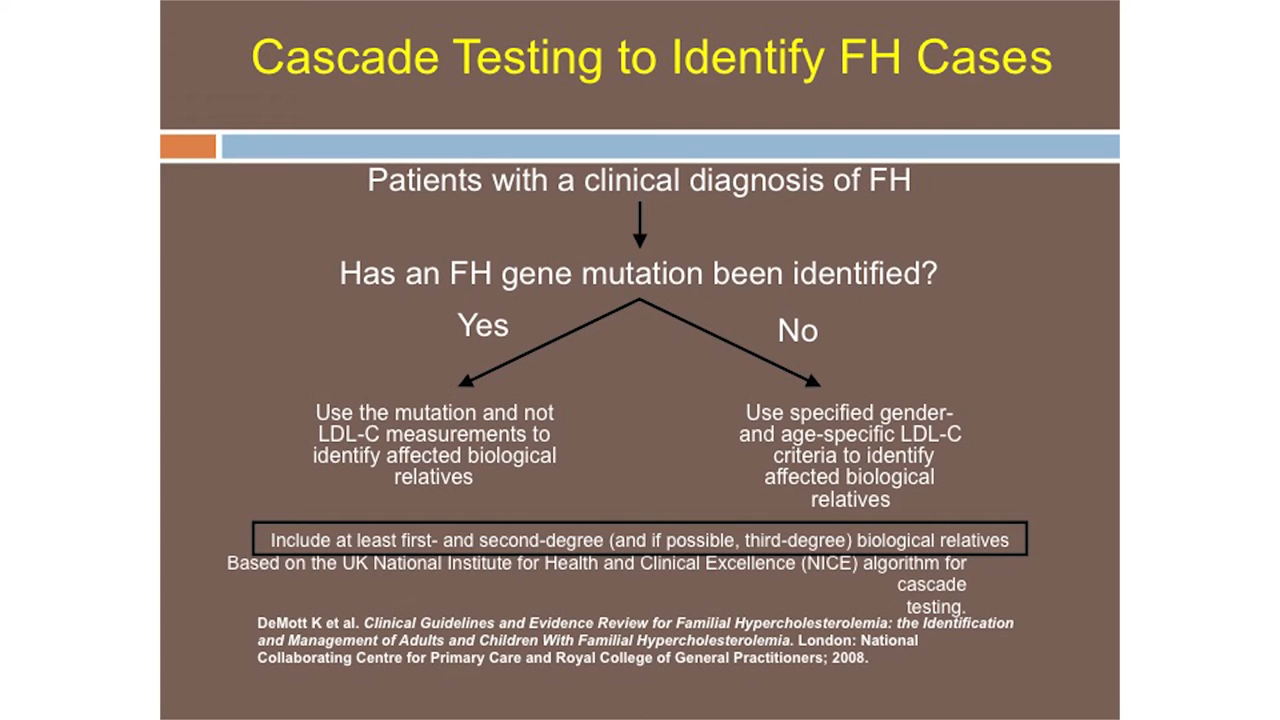 Cascade Testing to Identify FH Cases
Patients with a clinical diagnosis of FH
Has an FH gene mutation been identified?
Yes
No
Use the mutation and not
LDL-C measurements to
identify affected biological
relatives
Use specified gender-
and age-specific LDL-C
criteria to identify
affected biological
relatives
Include at least first- and second-degree (and if possible, third-degree) biological relatives
Based on the UK National Institute for Health and Clinical Excellence (NICE) algorithm for
cascade
testing.
DeMott K et al. Clinical Guidelines and Evidence Review for Familial Hypercholesterolemia: the Identification
and Management of Adults and Children With Familial Hypercholesterolemia. London: National
Collaborating Centre for Primary Care and Royal College of General Practitioners; 2008.